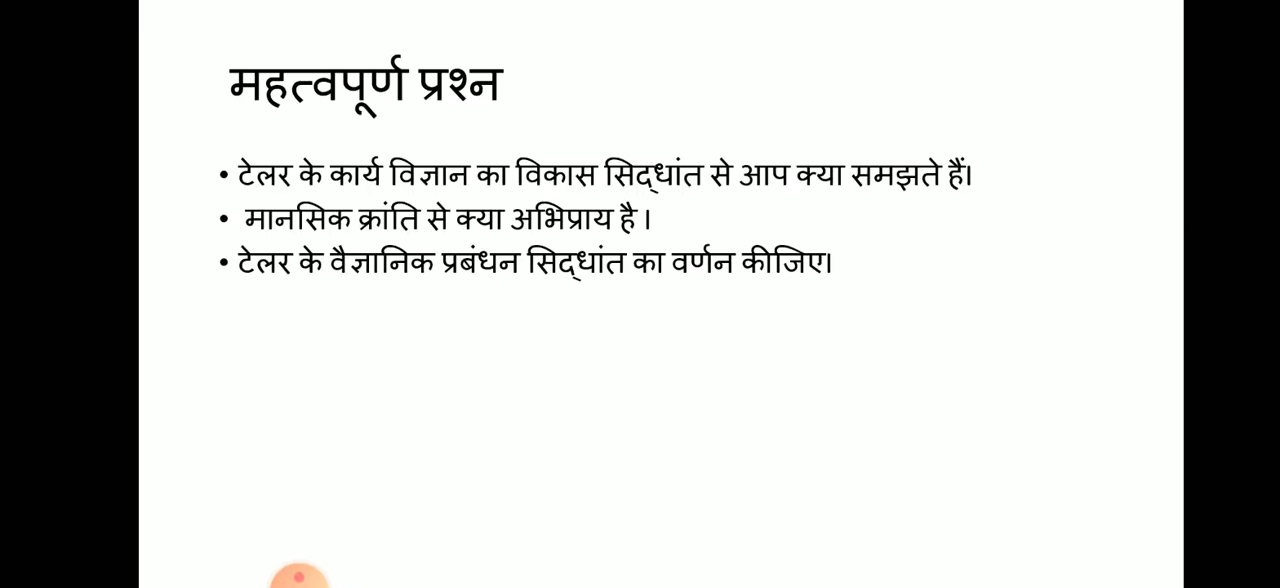 महत्वपूर्ण प्रश्न
• टेलर के कार्य विज्ञान का विकास सिद्धांत से आप क्या समझते हैं।
• मानसिक क्रांति से क्या अभिप्राय है ।
• टेलर के वैज्ञानिक प्रबंधन सिद्धांत का वर्णन कीजिए।